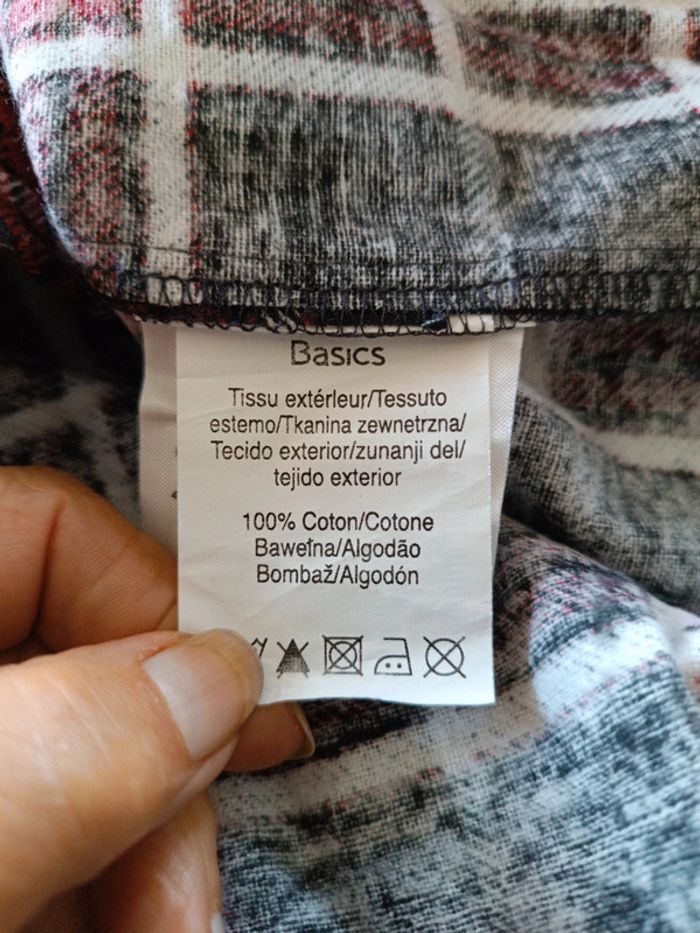 Basics
Tissu extérleur/Tessuto
estemo/Tkanina zewnetrzna/
Tecido exterior/zunanji del/
tejido exterior
100% Coton/Cotone
Bawełna/Algodão
Bombaž/Algodón